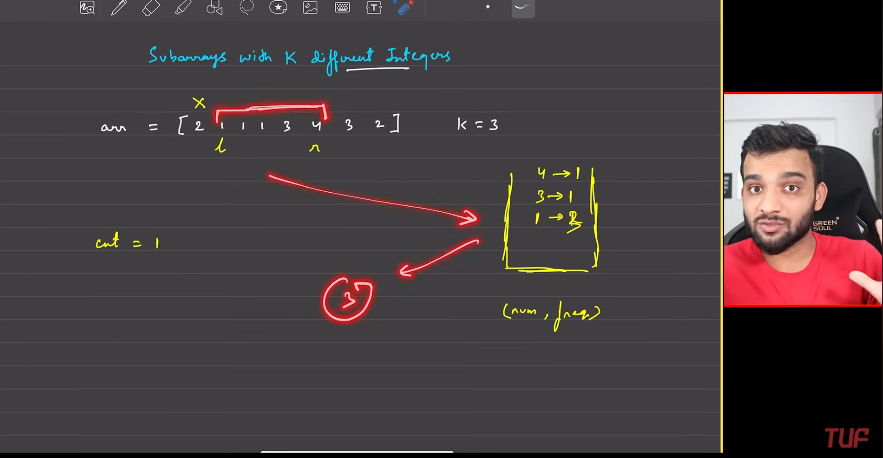 Subarrays with K different Integers
x
arr = [ 2 1 1 1 3 4 3 2 ] K = 3
l r
4 → 1
3 → 1
1 → 3
cnt = 1
3
(num, freq)
GREEN SOUL
TUF